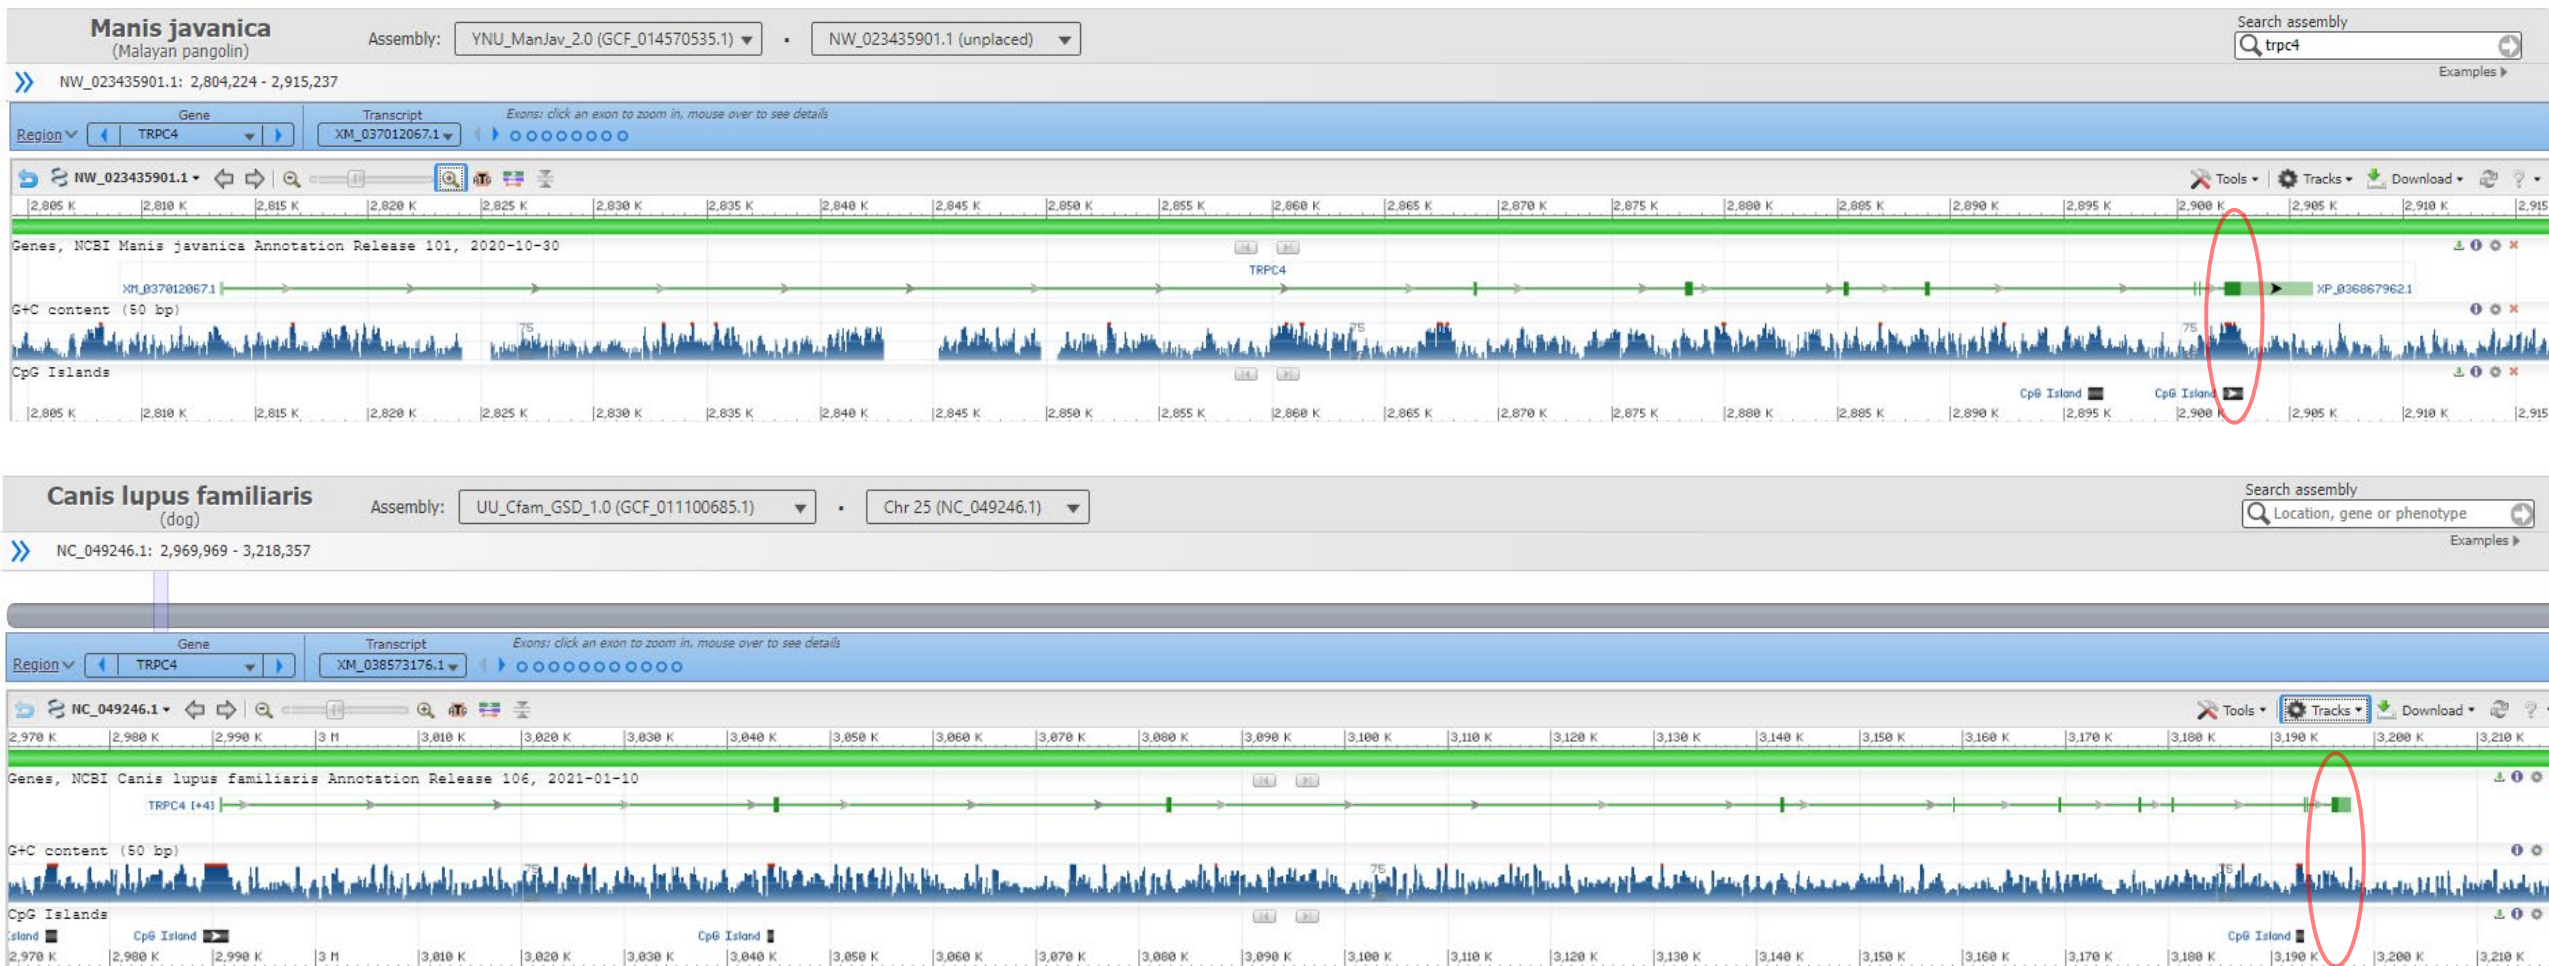 Manis javanica
(Malayan pangolin)
Assembly: YNU_ManJav_2.0 (GCF_014570535.1) NW_023435901.1 (unplaced)
Search assembly
trpc4
Examples
NW_023435901.1: 2,804,224 - 2,915,237
Gene Transcript Exons: click an exon to zoom in, mouse over to see details
Region TRPC4 XM_037012067.1
NW_023435901.1 Tools Tracks Download ?
2,805 K 2,810 K 2,815 K 2,820 K 2,825 K 2,830 K 2,835 K 2,840 K 2,845 K 2,850 K 2,855 K 2,860 K 2,865 K 2,870 K 2,875 K 2,880 K 2,885 K 2,890 K 2,895 K 2,900 K 2,905 K 2,910 K 2,915
Genes, NCBI Manis javanica Annotation Release 101, 2020-10-30
TRPC4
XM_037012067.1 XP_036867962.1
G+C content (50 bp)
75 75 75
CpG Islands
CpG Island CpG Island
2,805 K 2,810 K 2,815 K 2,820 K 2,825 K 2,830 K 2,835 K 2,840 K 2,845 K 2,850 K 2,855 K 2,860 K 2,865 K 2,870 K 2,875 K 2,880 K 2,885 K 2,890 K 2,895 K 2,900 K 2,905 K 2,910 K 2,915
Canis lupus familiaris
(dog)
Assembly: UU_Cfam_GSD_1.0 (GCF_011100685.1) Chr 25 (NC_049246.1)
Search assembly
Location, gene or phenotype
Examples
NC_049246.1: 2,969,969 - 3,218,357
Gene Transcript Exons: click an exon to zoom in, mouse over to see details
Region TRPC4 XM_038573176.1
NC_049246.1 Tools Tracks Download ?
2,970 K 2,980 K 2,990 K 3 M 3,010 K 3,020 K 3,030 K 3,040 K 3,050 K 3,060 K 3,070 K 3,080 K 3,090 K 3,100 K 3,110 K 3,120 K 3,130 K 3,140 K 3,150 K 3,160 K 3,170 K 3,180 K 3,190 K 3,200 K 3,210 K
Genes, NCBI Canis lupus familiaris Annotation Release 106, 2021-01-10
TRPC4 [+4]
G+C content (50 bp)
75 75 75
CpG Islands
sland CpG Island CpG Island CpG Island
2,970 K 2,980 K 2,990 K 3 M 3,010 K 3,020 K 3,030 K 3,040 K 3,050 K 3,060 K 3,070 K 3,080 K 3,090 K 3,100 K 3,110 K 3,120 K 3,130 K 3,140 K 3,150 K 3,160 K 3,170 K 3,180 K 3,190 K 3,200 K 3,210 K